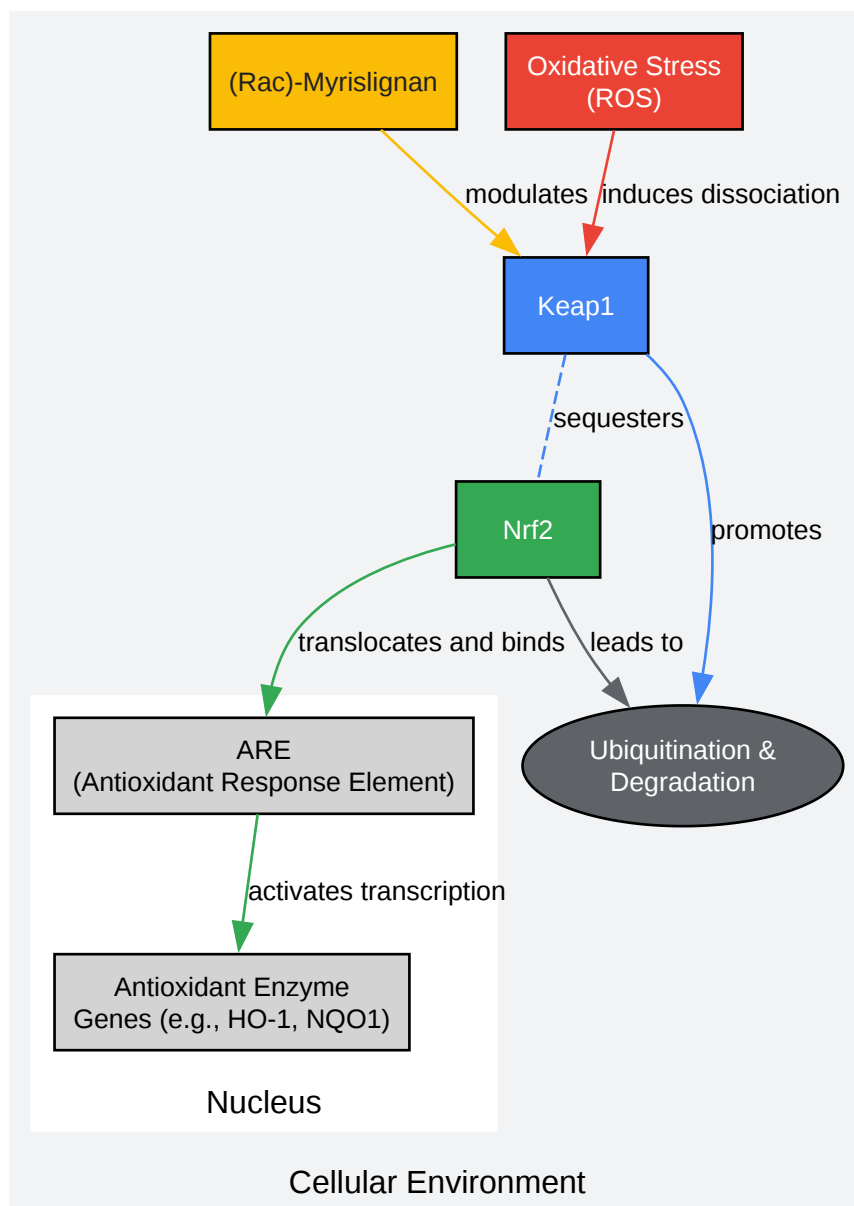 (Rac)-Myrislignan
Oxidative Stress
(ROS)
modulates
induces dissociation
Keap1
sequesters
Nrf2
promotes
translocates and binds
leads to
ARE
(Antioxidant Response Element)
Ubiquitination &
Degradation
activates transcription
Antioxidant Enzyme
Genes (e.g., HO-1, NQO1)
Nucleus
Cellular Environment